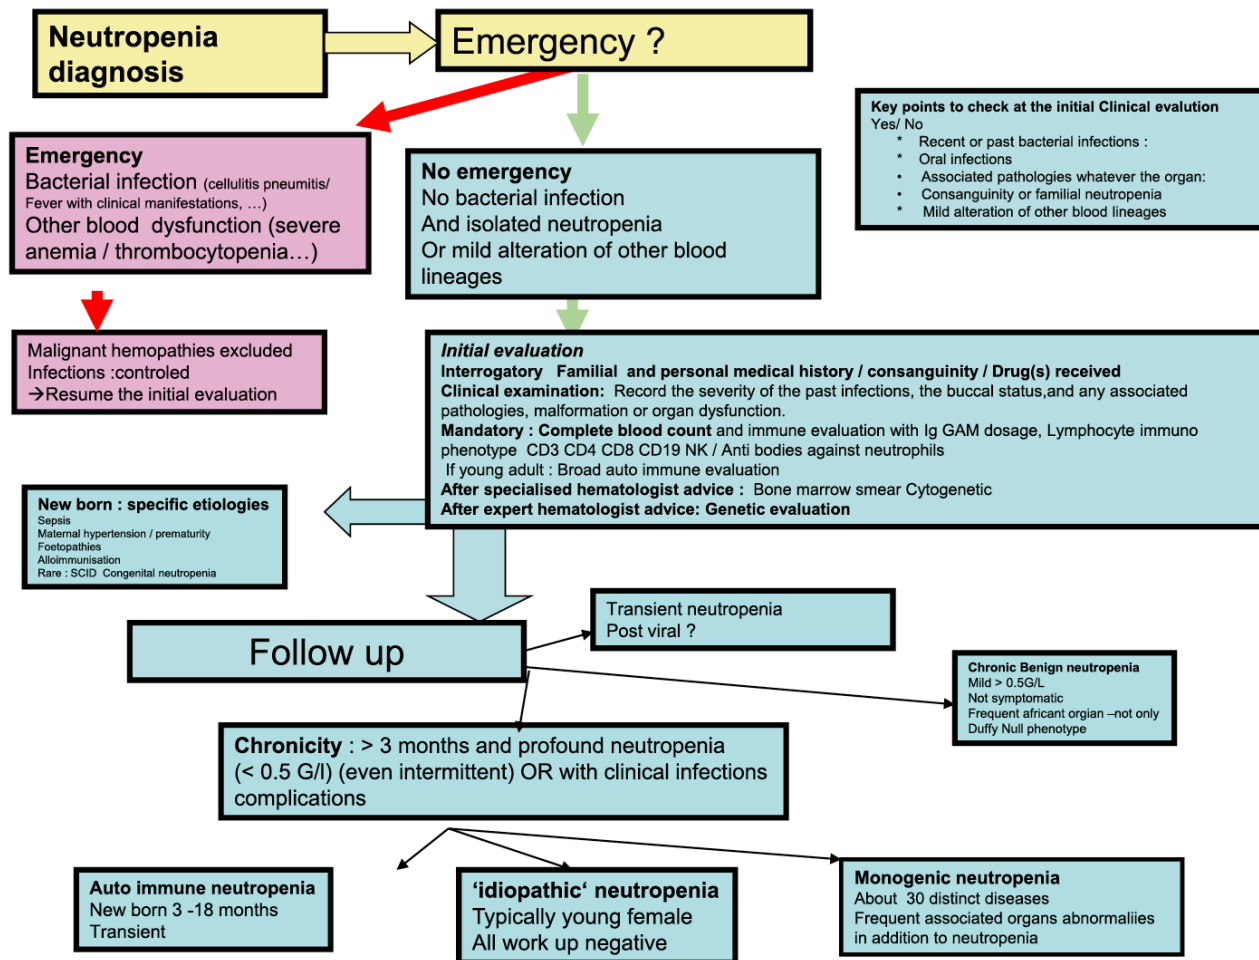 Neutropenia
diagnosis
Emergency ?
Key points to check at the initial Clinical evalution
Yes/ No
* Recent or past bacterial infections :
* Oral infections
* Associated pathologies whatever the organ:
• Consanguinity or familial neutropenia
* Mild alteration of other blood lineages
Emergency
Bacterial infection (cellulitis pneumitis/
Fever with clinical manifestations, ...)
Other blood dysfunction (severe
anemia / thrombocytopenia...)
No emergency
No bacterial infection
And isolated neutropenia
Or mild alteration of other blood
lineages
Malignant hemopathies excluded
Infections :controled
→Resume the initial evaluation
Initial evaluation
Interrogatory Familial and personal medical history / consanguinity / Drug(s) received
Clinical examination: Record the severity of the past infections, the buccal status,and any associated
pathologies, malformation or organ dysfunction.
Mandatory : Complete blood count and immune evaluation with Ig GAM dosage, Lymphocyte immuno
phenotype CD3 CD4 CD8 CD19 NK / Anti bodies against neutrophils
If young adult : Broad auto immune evaluation
After specialised hematologist advice : Bone marrow smear Cytogenetic
After expert hematologist advice: Genetic evaluation
New born : specific etiologies
Sepsis
Maternal hypertension / prematurity
Foetopathies
Alloimmunisation
Rare : SCID Congenital neutropenia
Follow up
Transient neutropenia
Post viral ?
Chronic Benign neutropenia
Mild > 0.5G/L
Not symptomatic
Frequent africant orgian –not only
Duffy Null phenotype
Chronicity : > 3 months and profound neutropenia
(< 0.5 G/l) (even intermittent) OR with clinical infections
complications
Auto immune neutropenia
New born 3 -18 months
Transient
‘idiopathic‘ neutropenia
Typically young female
All work up negative
Monogenic neutropenia
About 30 distinct diseases
Frequent associated organs abnormaliies
in addition to neutropenia